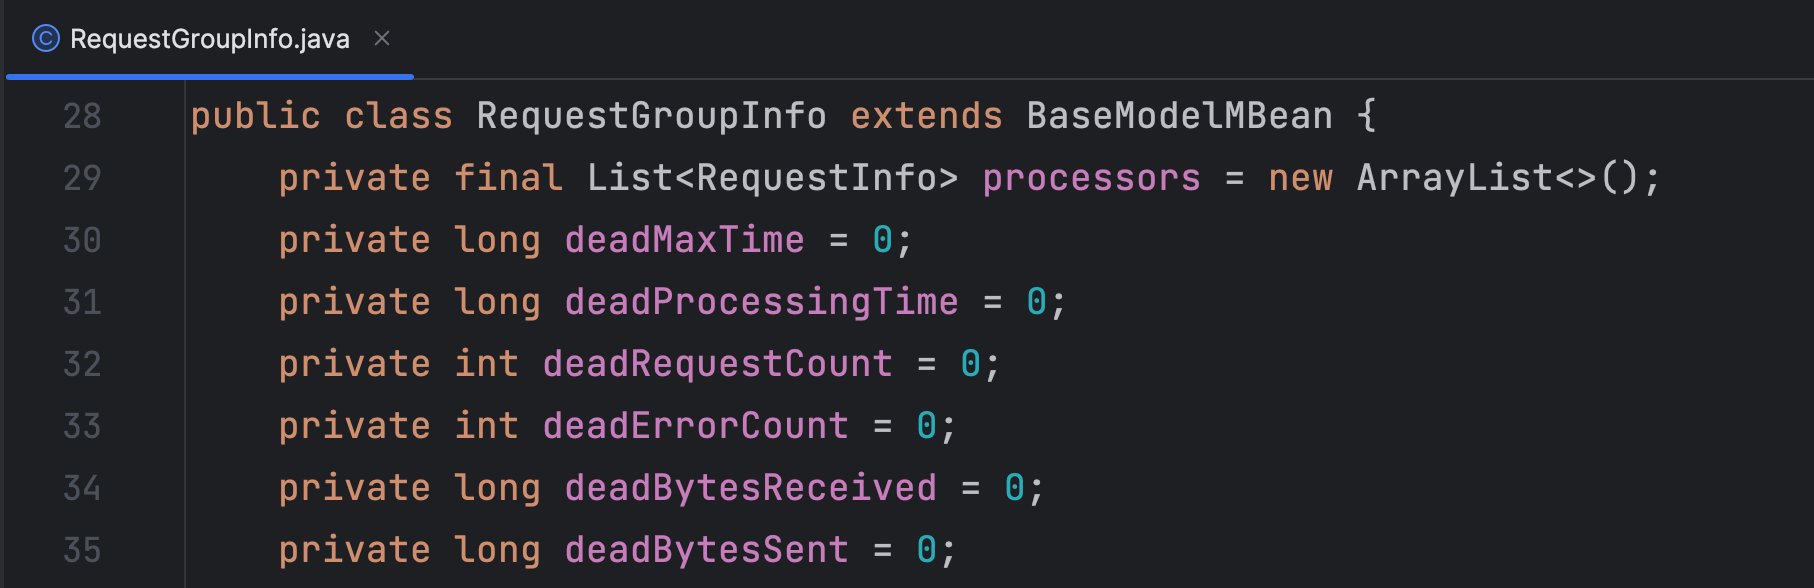 RequestGroupInfo.java
28 public class RequestGroupInfo extends BaseModelMBean {
29 private final List<RequestInfo> processors = new ArrayList<>();
30 private long deadMaxTime = 0;
31 private long deadProcessingTime = 0;
32 private int deadRequestCount = 0;
33 private int deadErrorCount = 0;
34 private long deadBytesReceived = 0;
35 private long deadBytesSent = 0;